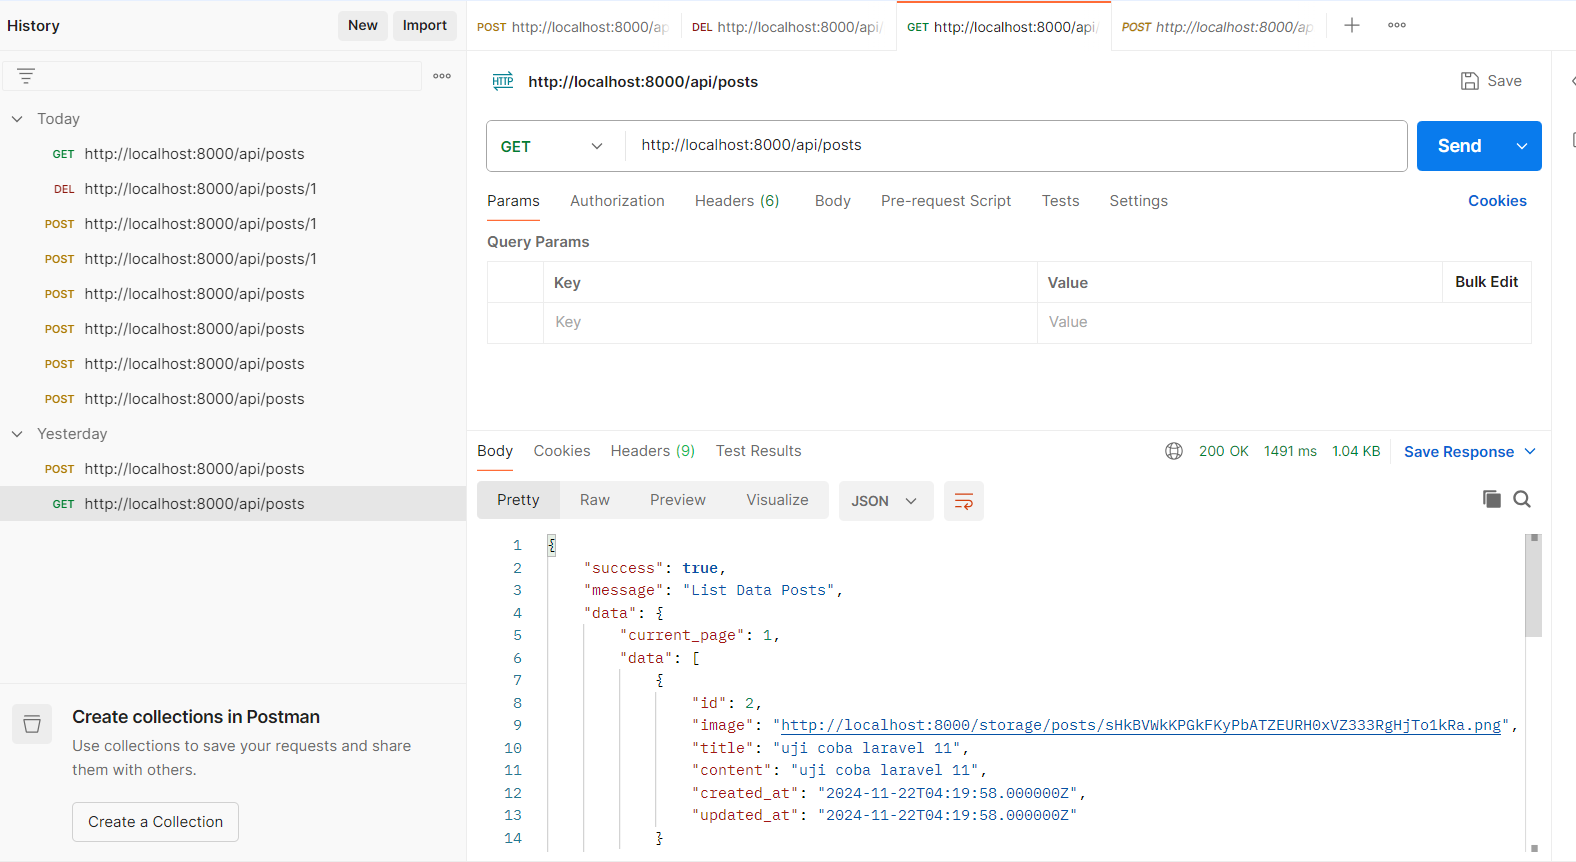 History
New
Import
Today
GET http://localhost:8000/api/posts
DEL http://localhost:8000/api/posts/1
POST http://localhost:8000/api/posts/1
POST http://localhost:8000/api/posts/1
POST http://localhost:8000/api/posts
POST http://localhost:8000/api/posts
POST http://localhost:8000/api/posts
POST http://localhost:8000/api/posts
Yesterday
POST http://localhost:8000/api/posts
GET http://localhost:8000/api/posts
Create collections in Postman
Use collections to save your requests and share
them with others.
Create a Collection
POST http://localhost:8000/ap
DEL http://localhost:8000/api/
GET http://localhost:8000/api/
POST http://localhost:8000/ap
HTTP http://localhost:8000/api/posts
Save
GET http://localhost:8000/api/posts
Send
Params Authorization Headers (6) Body Pre-request Script Tests Settings Cookies
Query Params
Key Value Bulk Edit
Key Value
Body Cookies Headers (9) Test Results 200 OK 1491 ms 1.04 KB Save Response
Pretty Raw Preview Visualize JSON
1 {
2 "success": true,
3 "message": "List Data Posts",
4 "data": {
5 "current_page": 1,
6 "data": [
7 {
8 "id": 2,
9 "image": "http://localhost:8000/storage/posts/sHkBVWkKPGkFKyPbATZEURH0xVZ333RgHjTo1kRa.png",
10 "title": "uji coba laravel 11",
11 "content": "uji coba laravel 11",
12 "created_at": "2024-11-22T04:19:58.000000Z",
13 "updated_at": "2024-11-22T04:19:58.000000Z"
14 }